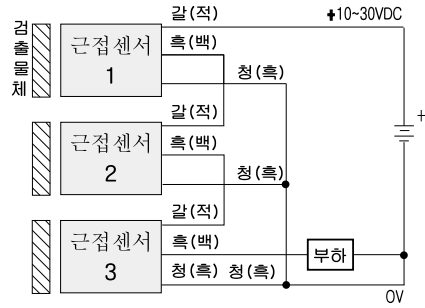 검출물체
갈(적)
+10~30VDC
근접센서
1
흑(백)
청(흑)
+
갈(적)
근접센서
2
흑(백)
청(흑)
갈(적)
근접센서
3
흑(백)
부하
청(흑)
청(흑)
0V